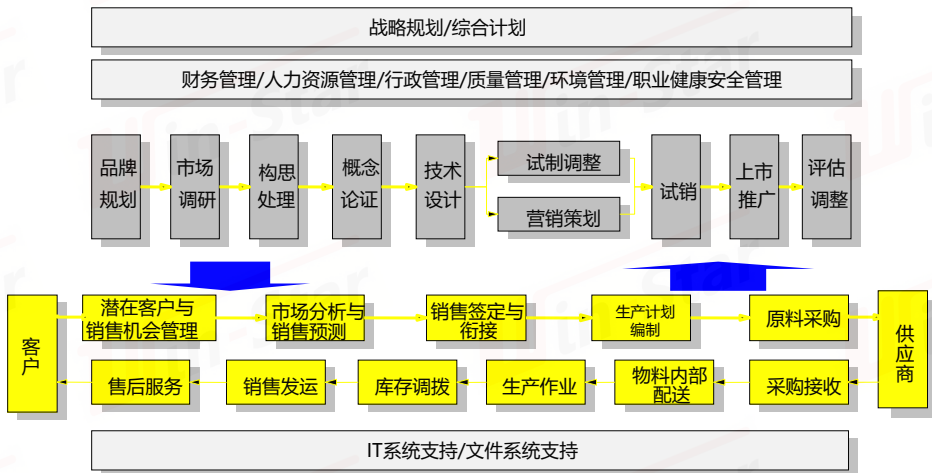 战略规划/综合计划
财务管理/人力资源管理/行政管理/质量管理/环境管理/职业健康安全管理
品牌
规划
市场
调研
构思
处理
概念
论证
技术
设计
试制调整
营销策划
试销
上市
推广
评估
调整
客户
潜在客户与
销售机会管理
市场分析与
销售预测
销售签定与
衔接
生产计划
编制
原料采购
供应商
售后服务
销售发运
库存调拨
生产作业
物料内部
配送
采购接收
IT系统支持/文件系统支持